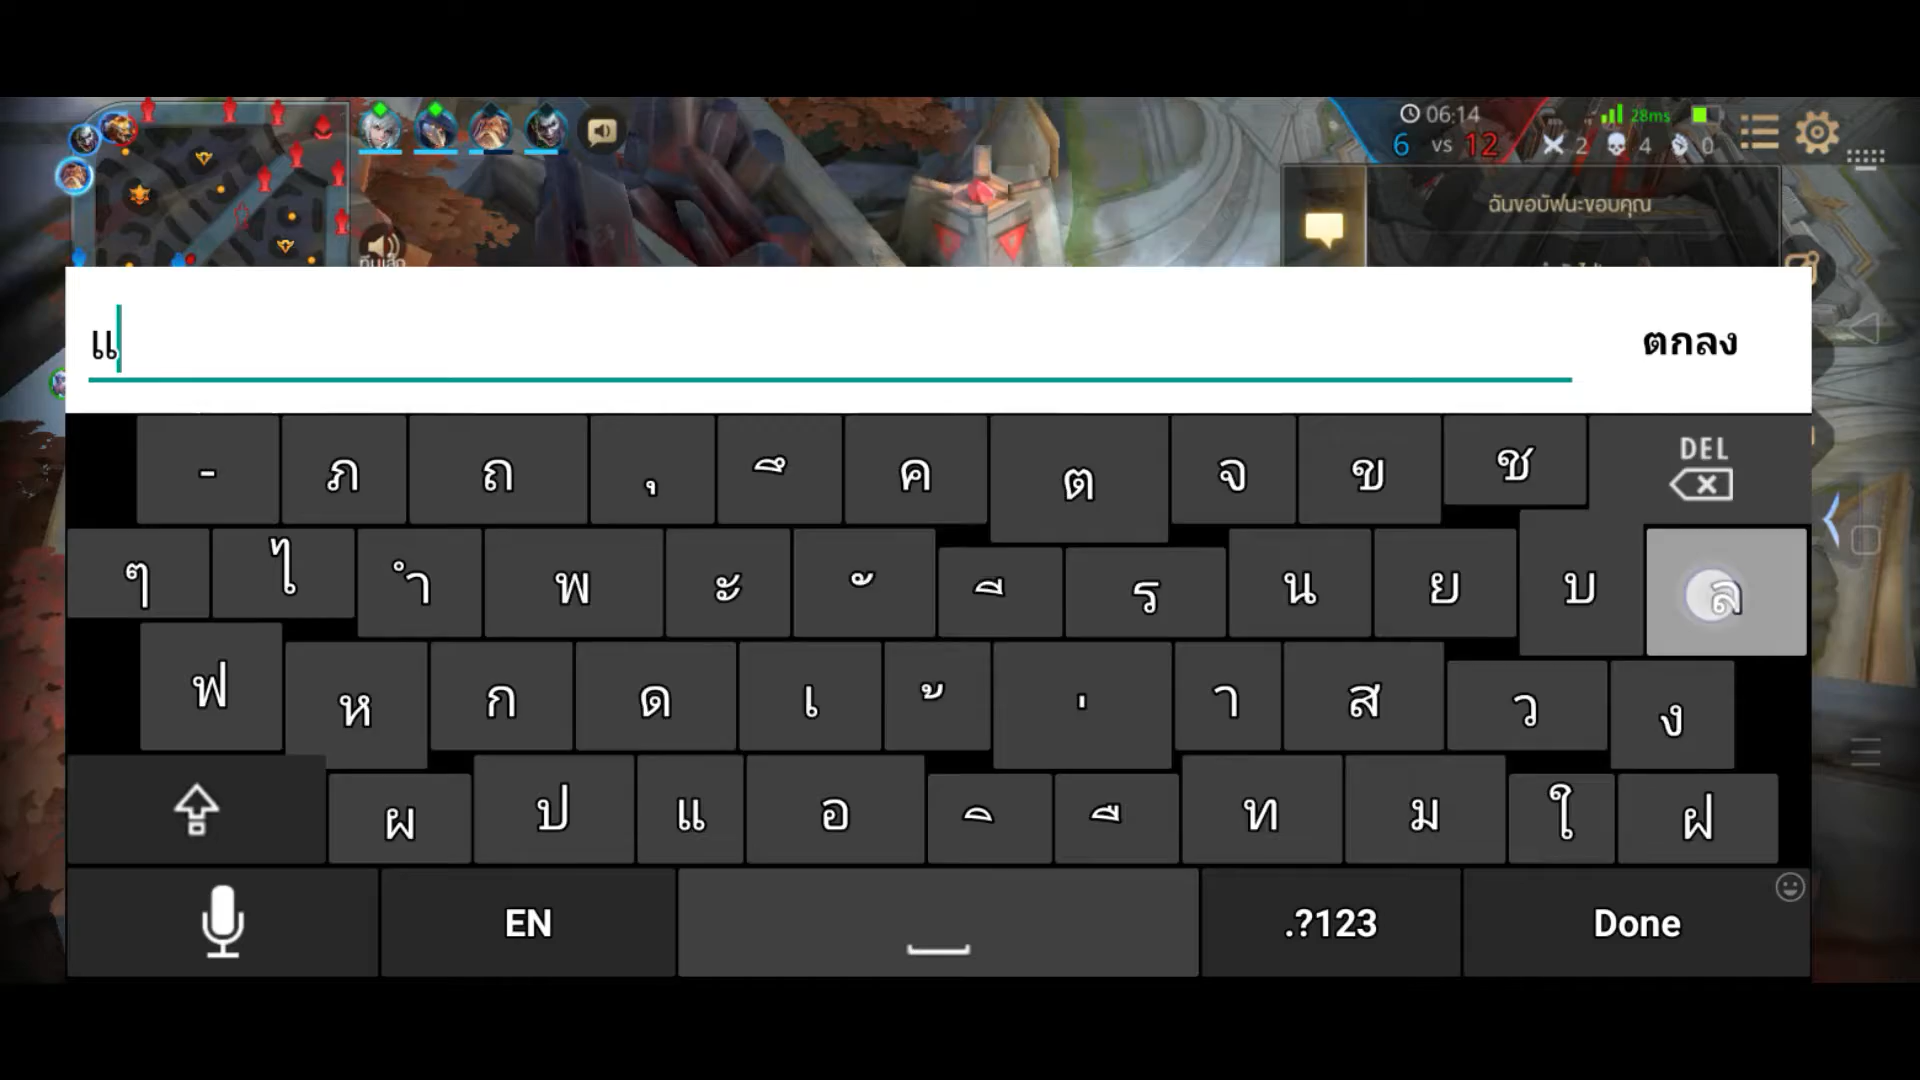 06:14
28ms
6 vs 12
2 4 0
ฉันขอบัฟนะขอบคุณ
แ
ตกลง
- ภ ถ ุ ึ ค ต จ ข ช DEL
ๆ ไ ำ พ ะ ั ี ร น ย บ ล
ฟ ห ก ด เ ้ ่ า ส ว ง
ผ ป แ อ ิ ื ท ม ใ ฝ
EN .?123 Done